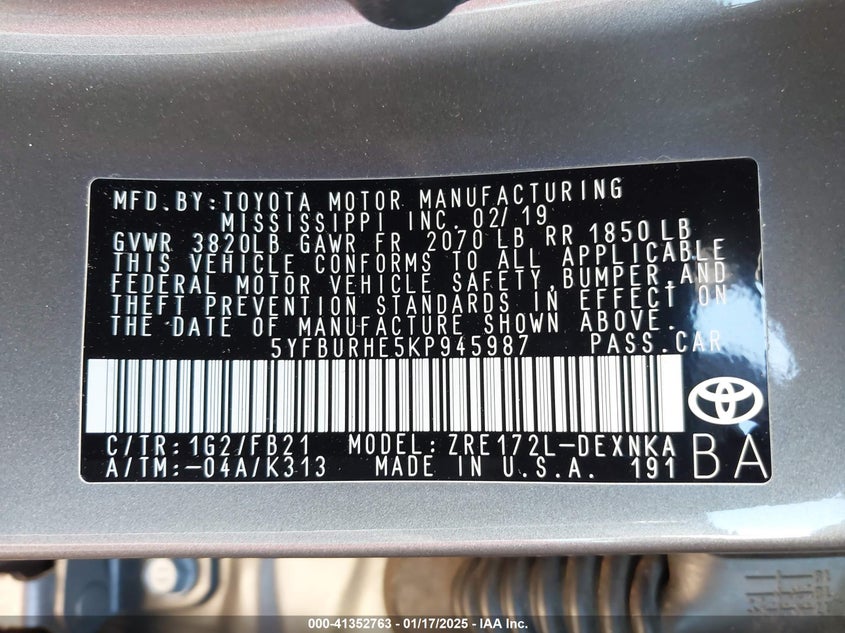 MFD.BY:TOYOTA MOTOR MANUFACTURING
MISSISSIPPI INC. 02/19
GVWR 3820LB GAWR FR 2070 LB RR 1850 LB
THIS VEHICLE CONFORMS TO ALL APPLICABLE
FEDERAL MOTOR VEHICLE SAFETY,BUMPER,AND
THEFT PREVENTION STANDARDS IN EFFECT ON
THE DATE OF MANUFACTURE SHOWN ABOVE.
5YFBURHE5KP945987 PASS.CAR
C/TR:1G2/FB21 MODEL:ZRE172L-DEXNKA
A/TM:-04A/K313 MADE IN U.S.A. 191
BA
000-41352763 — 01/17/2025 — IAA Inc.